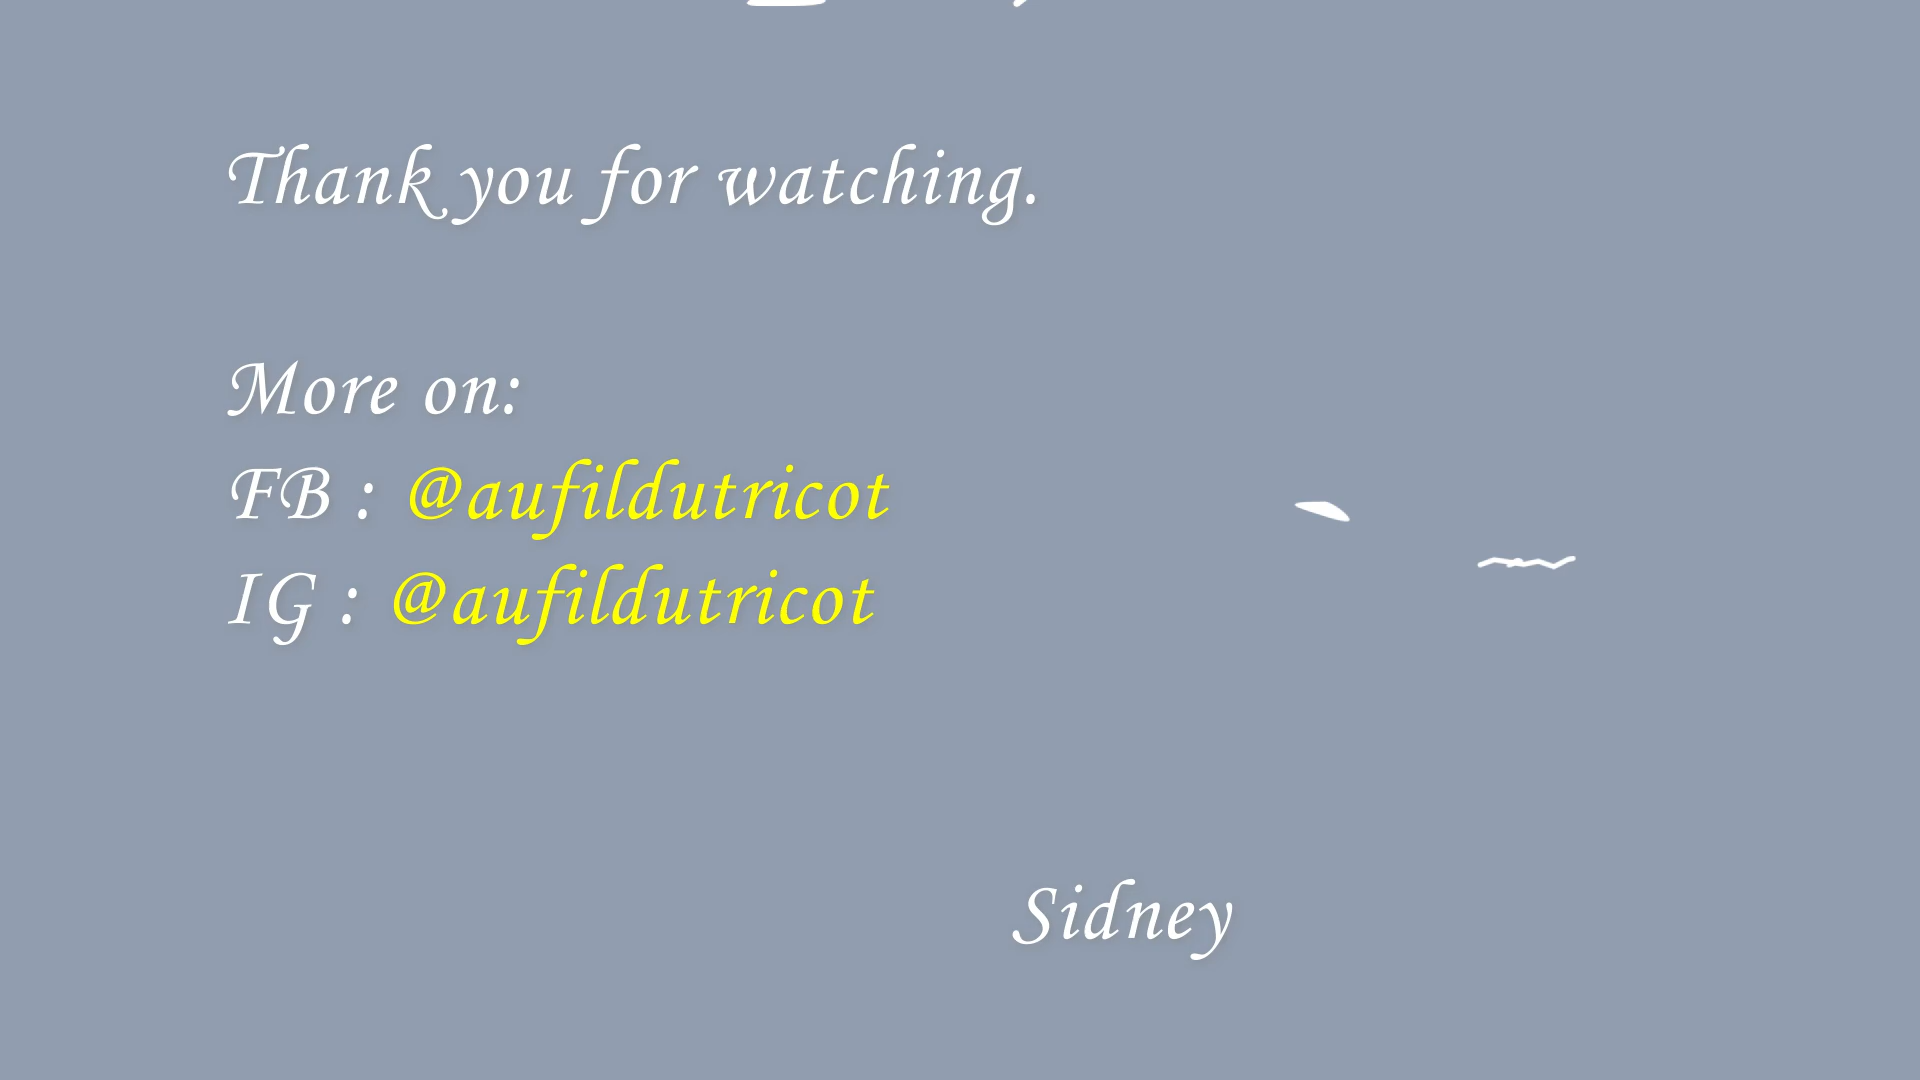 Thank you for watching.
More on:
FB : @aufildutricot
IG : @aufildutricot
Sidney